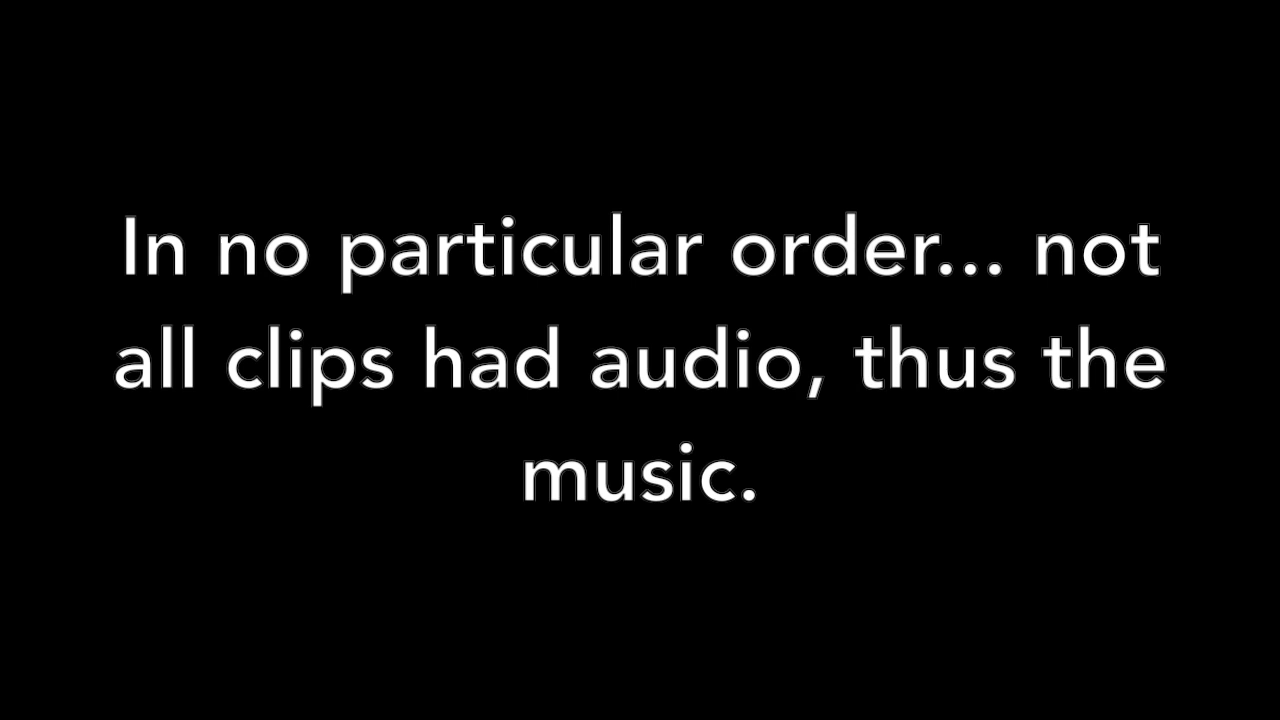 In no particular order... not
all clips had audio, thus the
music.